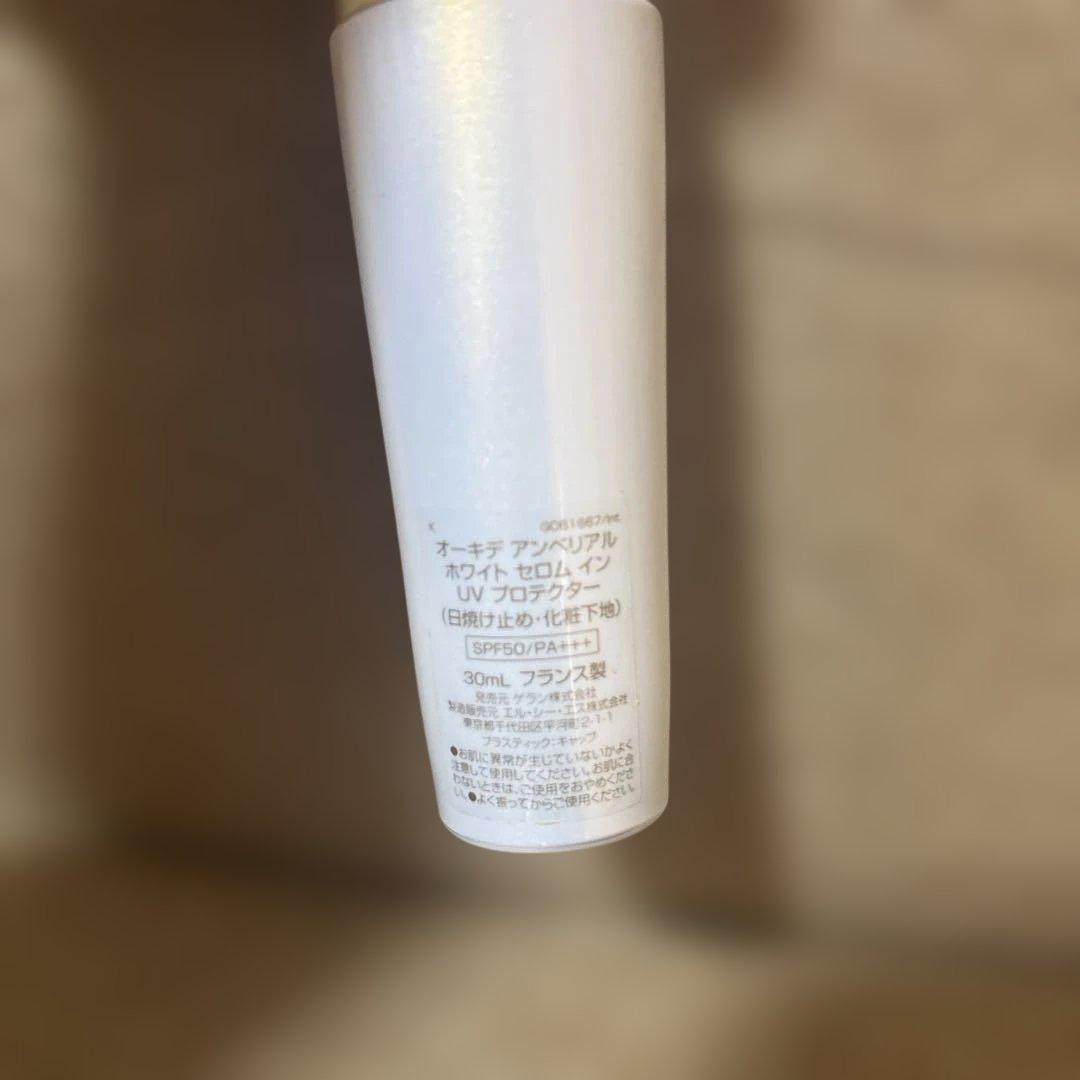 K G061667/int.
オーキデ アンペリアル
ホワイト セロム イン
UV プロテクター
(日焼け止め・化粧下地)
SPF50/PA+++
30mL フランス製
発売元 ゲラン株式会社
製造販売元 エル・シー・エス株式会社
東京都千代田区平河町2-1-1
プラスティック:キャップ
●お肌に異常が生じていないかよく
注意して使用してください。お肌に合
わないときは、ご使用をおやめくださ
い。●よく振ってからご使用ください。